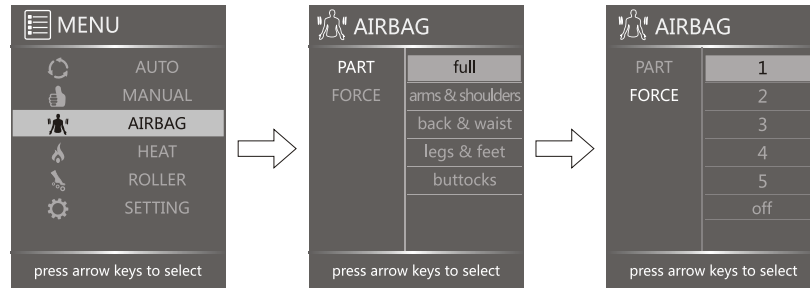 MENU
AUTO
MANUAL
AIRBAG
HEAT
ROLLER
SETTING
press arrow keys to select
AIRBAG
PART
full
FORCE
arms & shoulders
back & waist
legs & feet
buttocks
press arrow keys to select
AIRBAG
PART
1
FORCE
2
3
4
5
off
press arrow keys to select